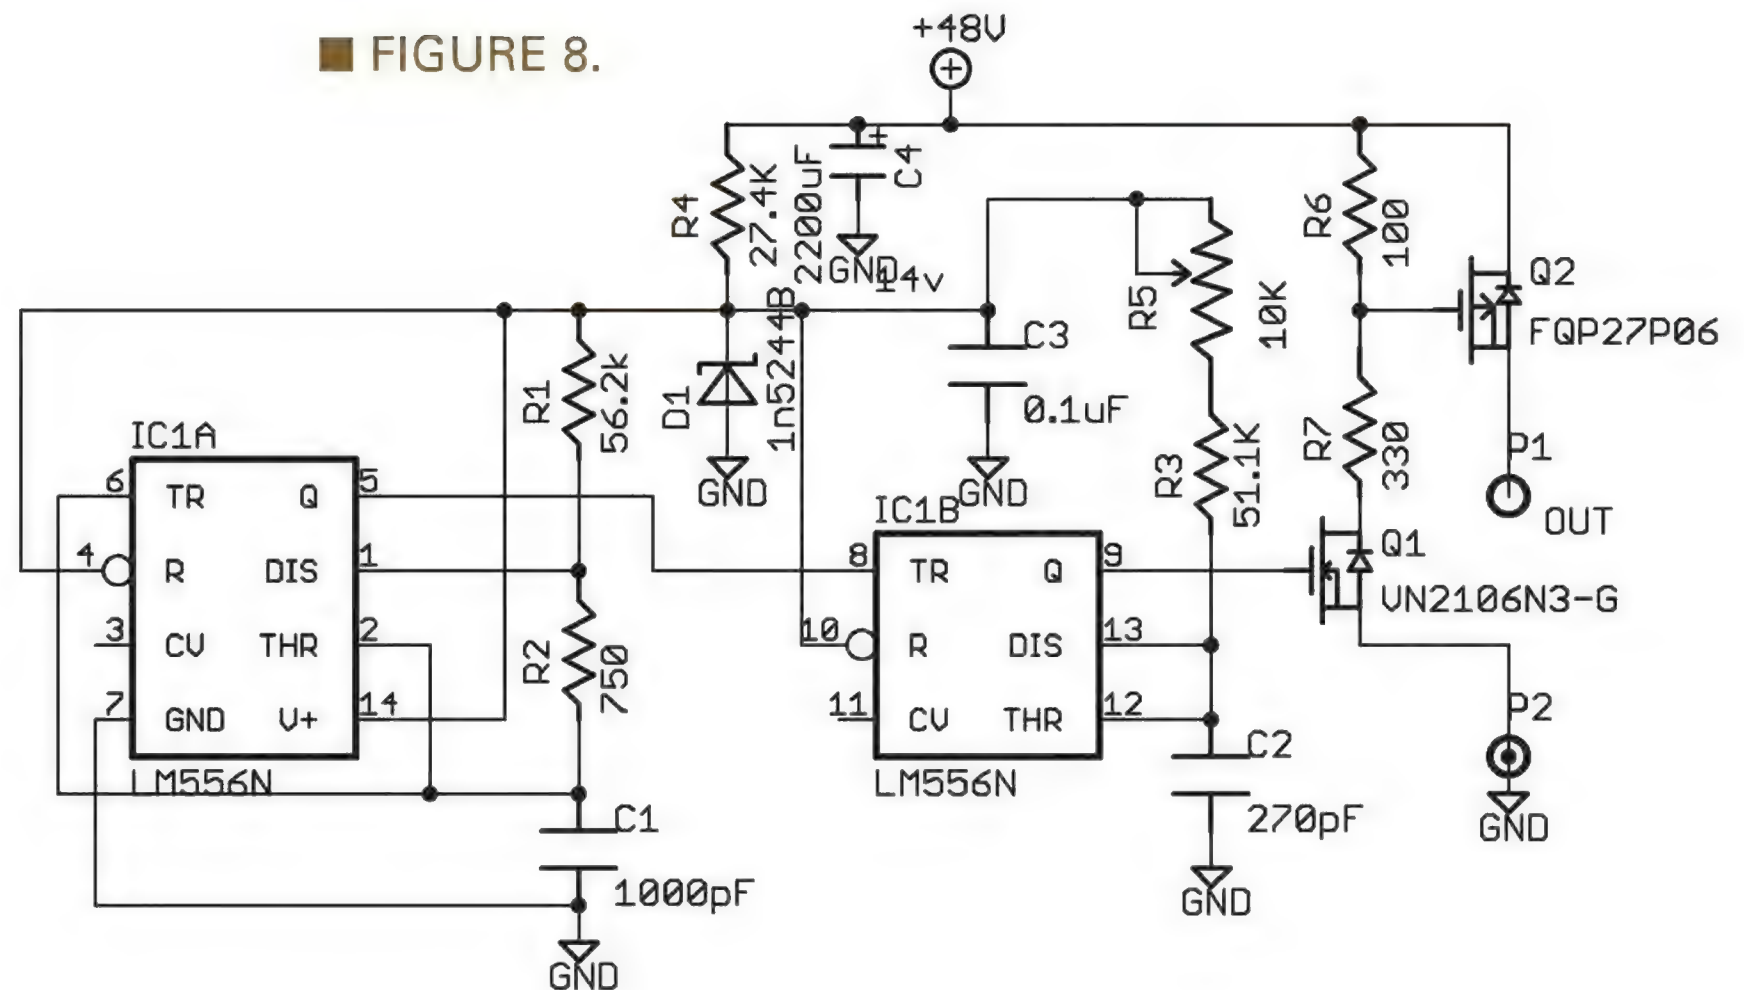 FIGURE 8.
+48V
+
R4
27.4K
2200uF
C4
GND
14v
R6
100
Q2
FQP27P06
R5
10K
C3
0.1uF
GND
D1
1n5244B
GND
R1
56.2k
R3
51.1K
R7
330
P1
OUT
IC1A
6
TR
Q
5
4
R
DIS
1
3
CV
THR
2
7
GND
V+
14
LM556N
IC1B
8
TR
Q
9
10
R
DIS
13
11
CV
THR
12
LM556N
Q1
VN2106N3-G
P2
GND
R2
750
C1
1000pF
GND
C2
270pF
GND